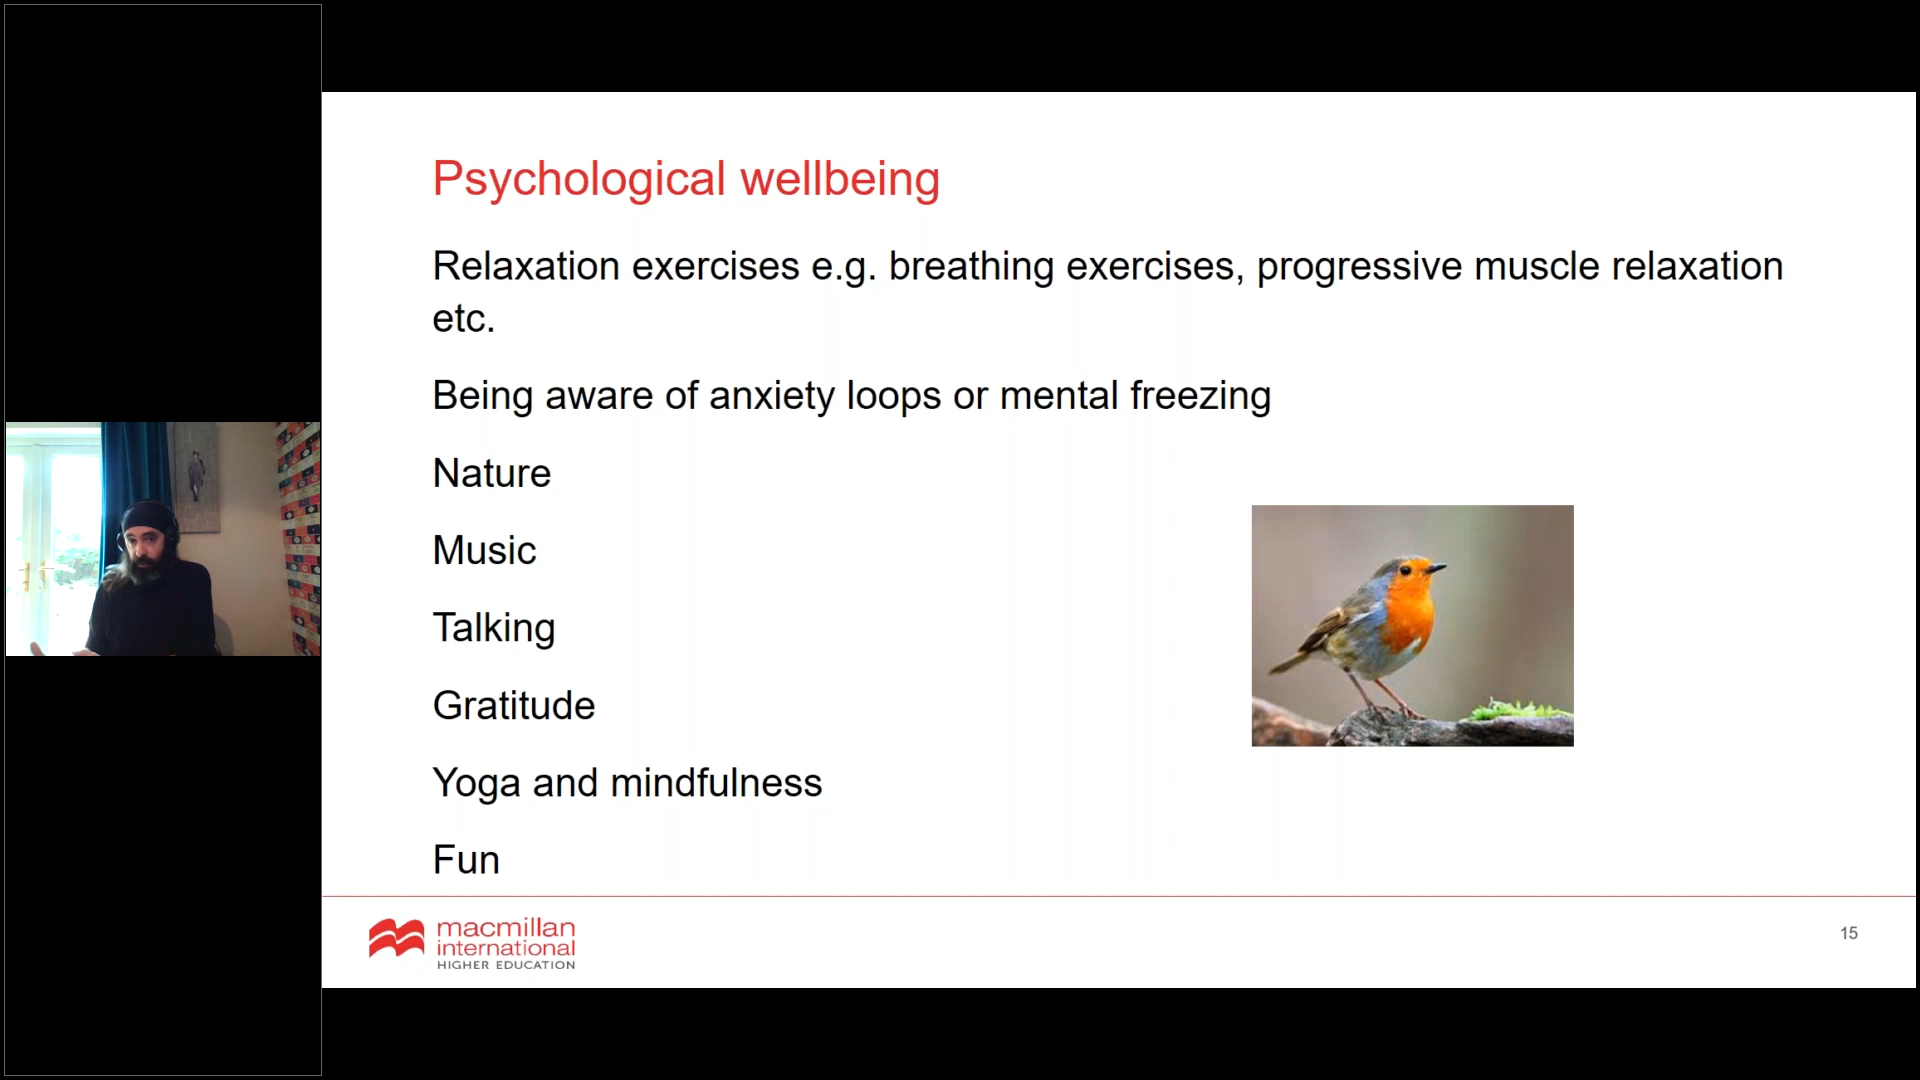 Psychological wellbeing
Relaxation exercises e.g. breathing exercises, progressive muscle relaxation
etc.
Being aware of anxiety loops or mental freezing
Nature
Music
Talking
Gratitude
Yoga and mindfulness
Fun
macmillan
international
HIGHER EDUCATION
15